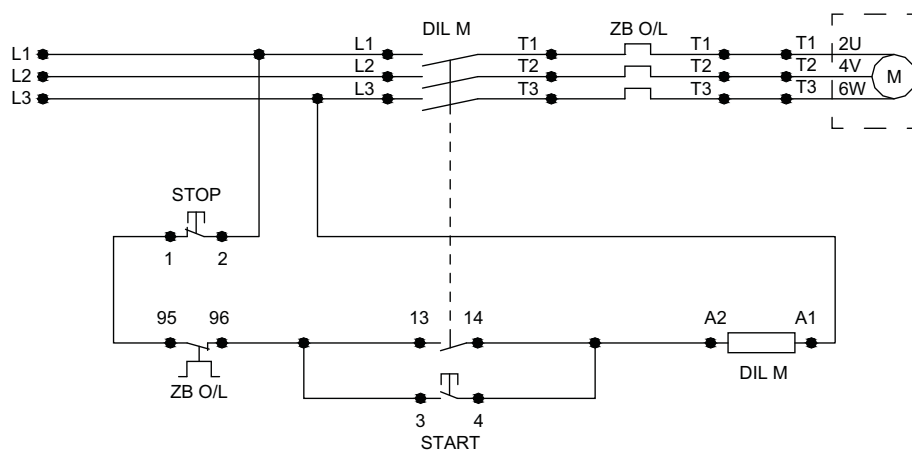 DIL M ZB O/L
L1 L1 T1 T1 T1 2U
L2 L2 T2 T2 T2 4V M
L3 L3 T3 T3 T3 6W
STOP
1 2
95 96 13 14 A2 A1
ZB O/L DIL M
3 4
START